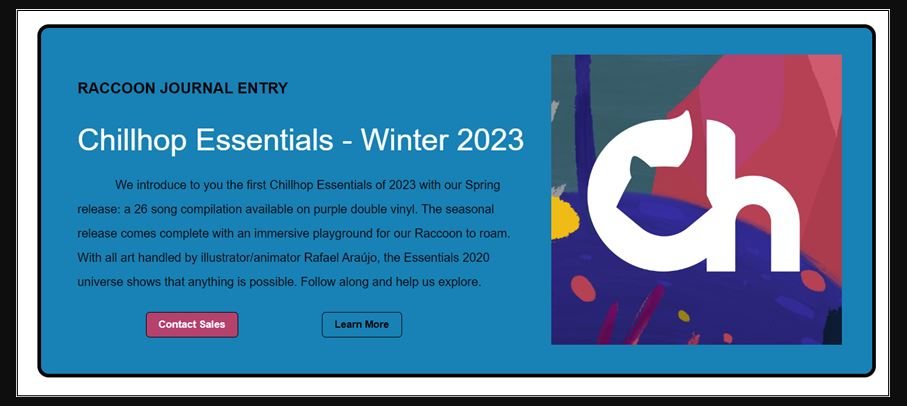 RACCOON JOURNAL ENTRY
Chillhop Essentials - Winter 2023
We introduce to you the first Chillhop Essentials of 2023 with our Spring
release: a 26 song compilation available on purple double vinyl. The seasonal
release comes complete with an immersive playground for our Raccoon to roam.
With all art handled by illustrator/animator Rafael Araújo, the Essentials 2020
universe shows that anything is possible. Follow along and help us explore.
Contact Sales
Learn More
Ch